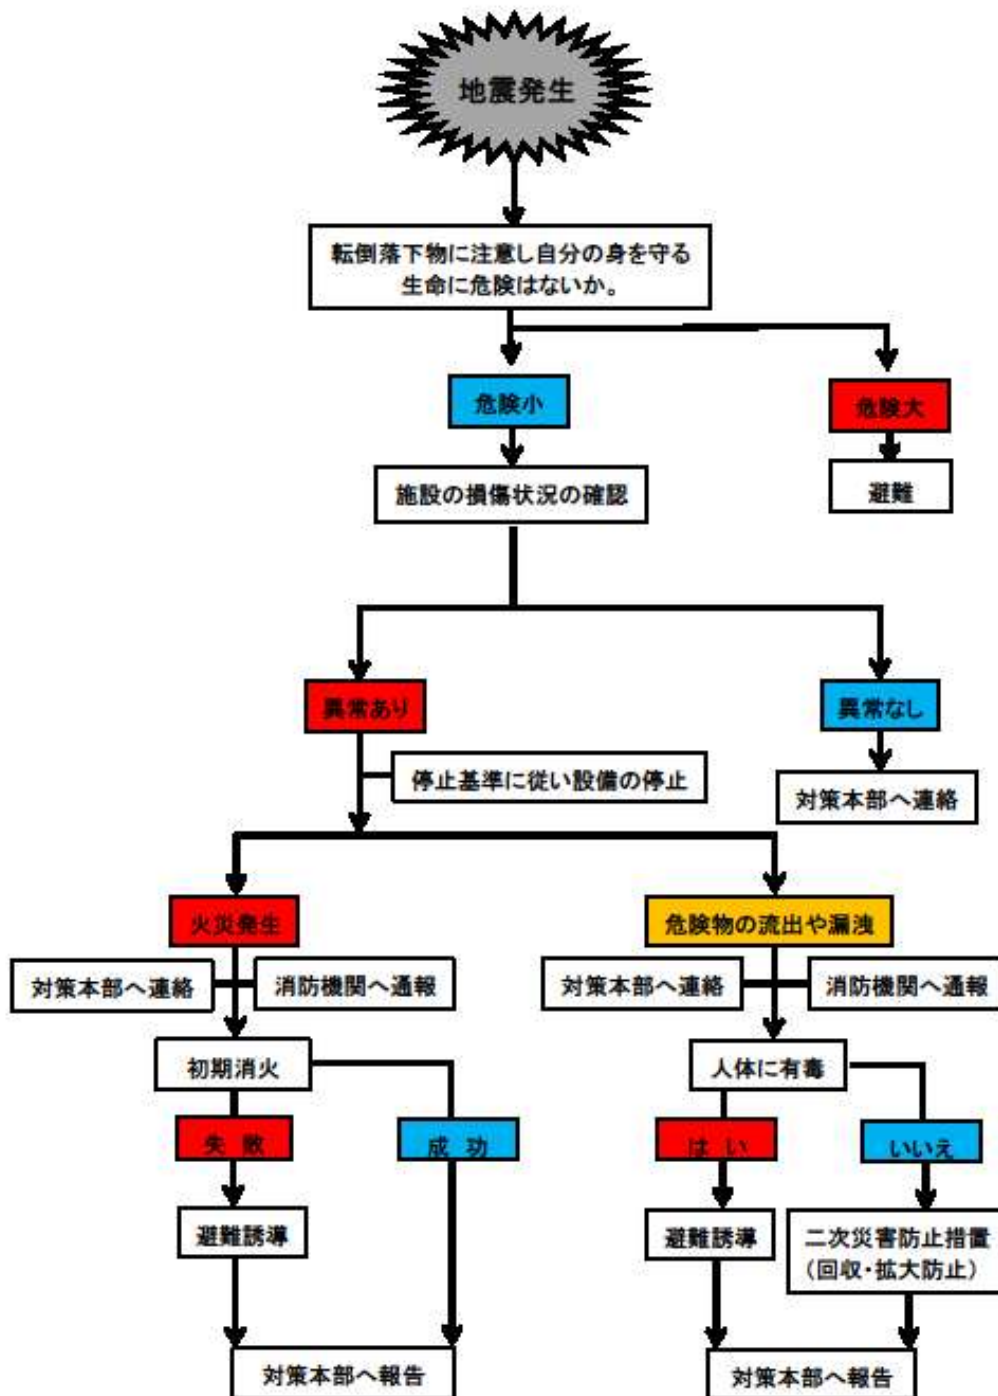 地震発生
転倒落下物に注意し自分の身を守る
生命に危険はないか。
危険小
危険大
避難
施設の損傷状況の確認
異常あり
異常なし
停止基準に従い設備の停止
対策本部へ連絡
火災発生
危険物の流出や漏洩
対策本部へ連絡
消防機関へ通報
対策本部へ連絡
消防機関へ通報
初期消火
人体に有毒
失 敗
成 功
は い
いいえ
避難誘導
避難誘導
二次災害防止措置
（回収・拡大防止）
対策本部へ報告
対策本部へ報告